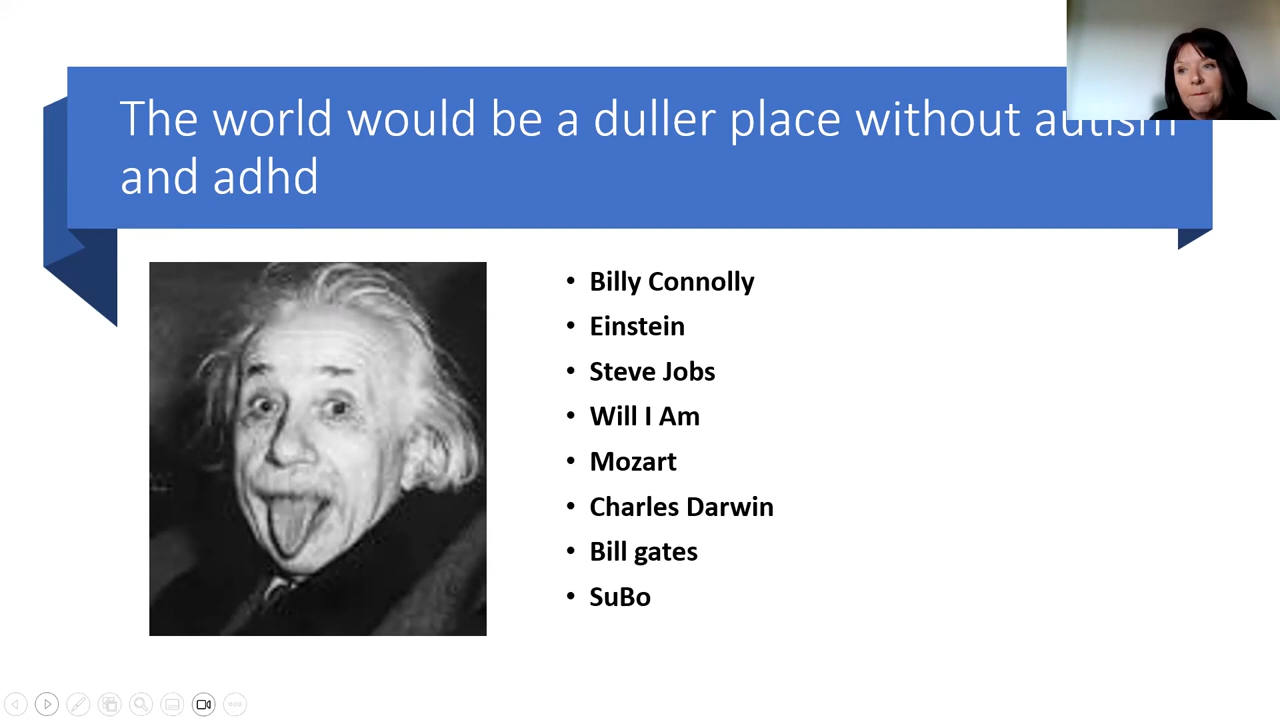 The world would be a duller place without autism
and adhd
• Billy Connolly
• Einstein
• Steve Jobs
• Will I Am
• Mozart
• Charles Darwin
• Bill gates
• SuBo